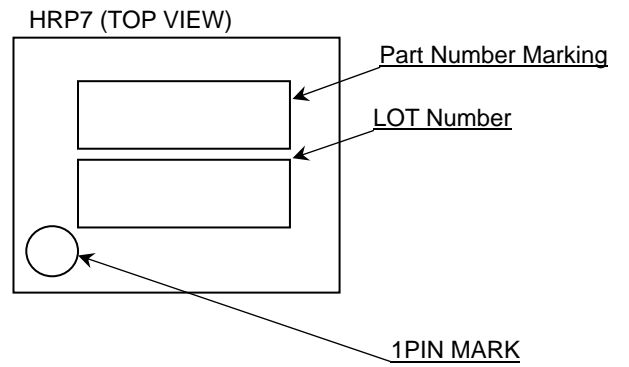 HRP7 (TOP VIEW)
Part Number Marking
LOT Number
1PIN MARK